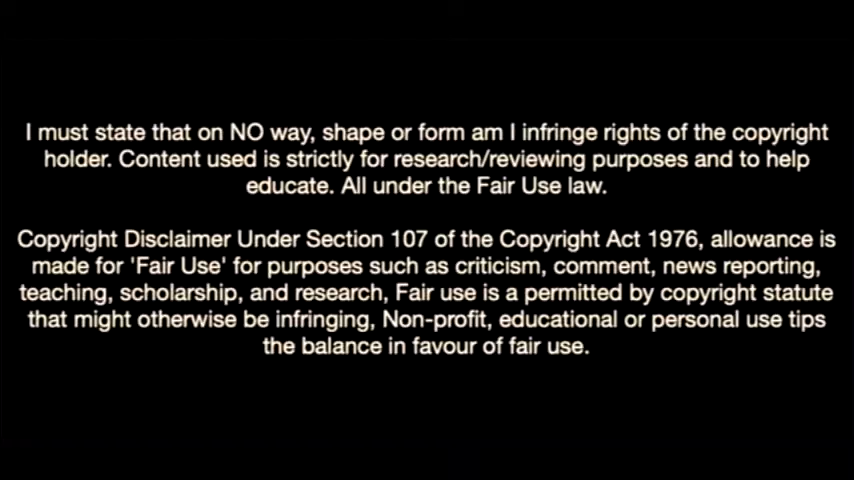 I must state that on NO way, shape or form am I infringe rights of the copyright
holder. Content used is strictly for research/reviewing purposes and to help
educate. All under the Fair Use law.
Copyright Disclaimer Under Section 107 of the Copyright Act 1976, allowance is
made for 'Fair Use' for purposes such as criticism, comment, news reporting,
teaching, scholarship, and research, Fair use is a permitted by copyright statute
that might otherwise be infringing, Non-profit, educational or personal use tips
the balance in favour of fair use.